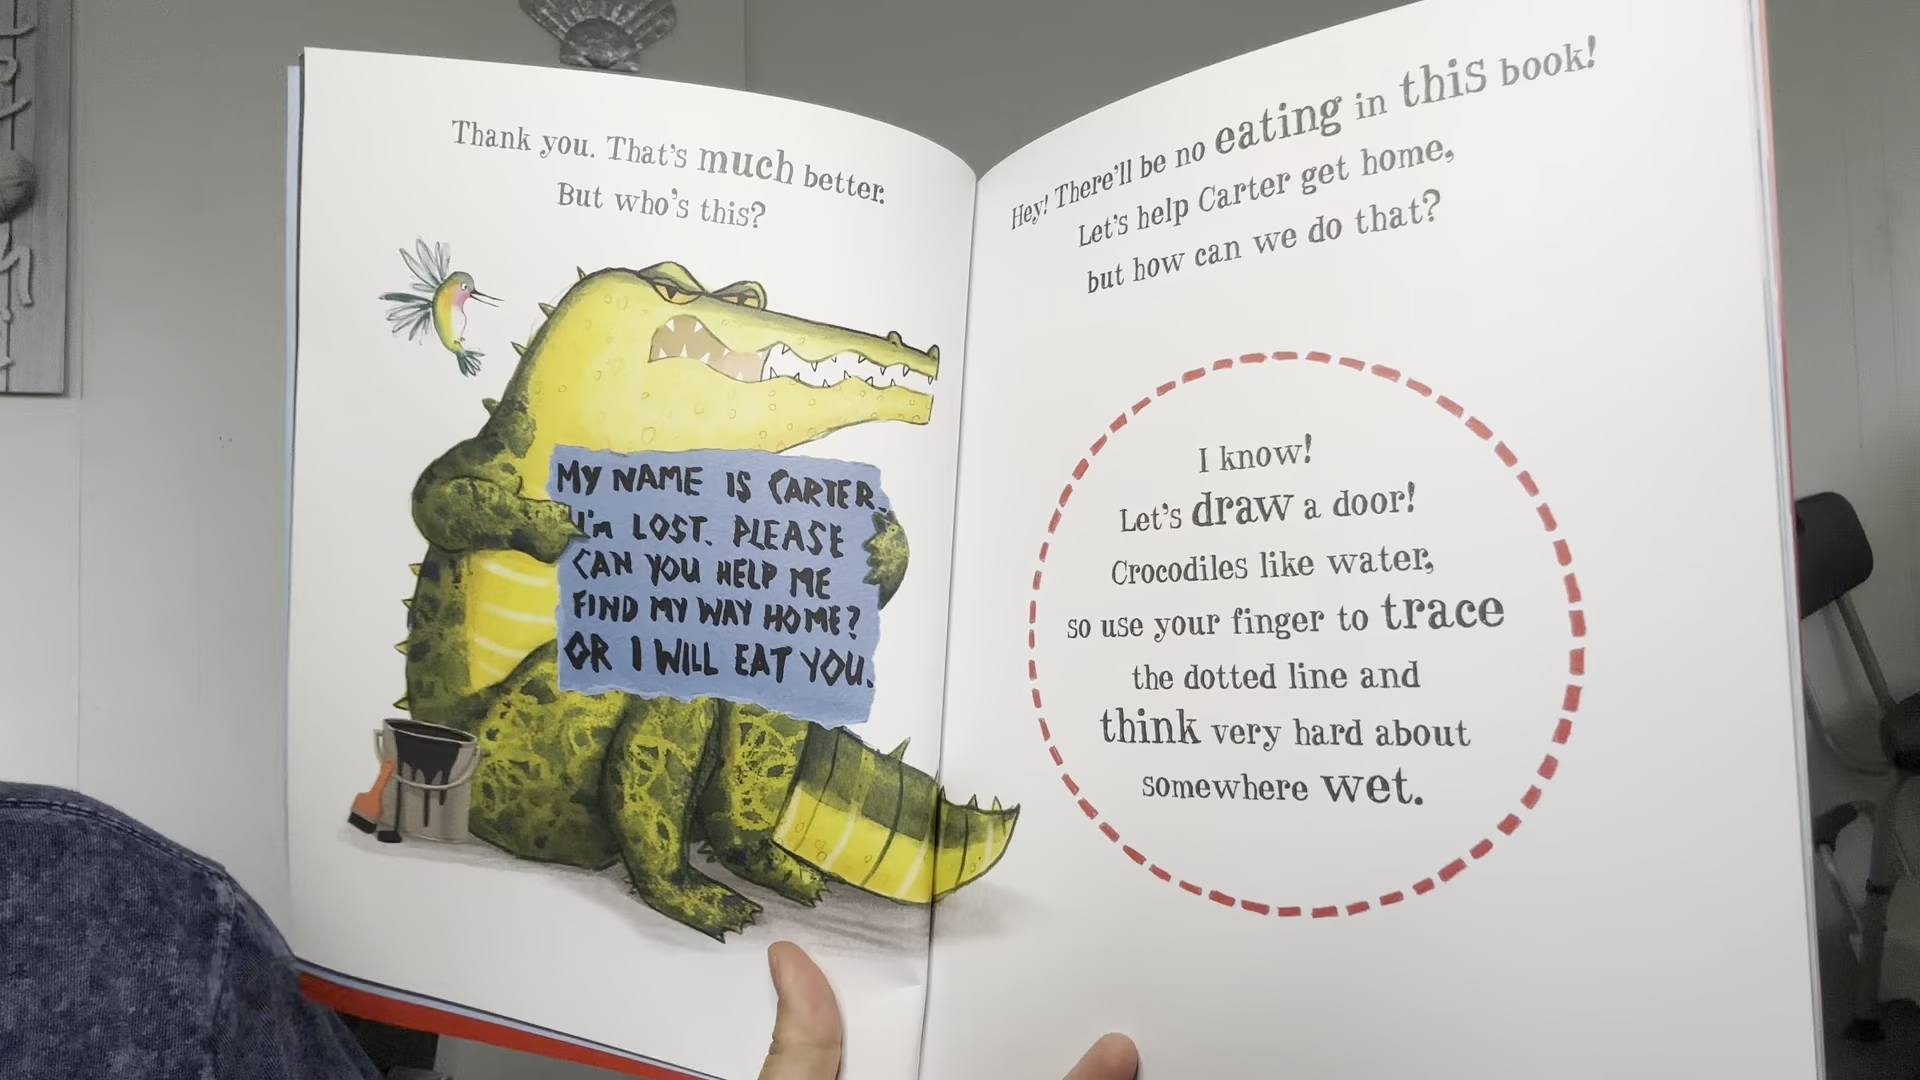 Thank you. That's much better.
But who's this?
MY NAME IS CARTER.
I'm LOST. PLEASE
CAN YOU HELP ME
FIND MY WAY HOME?
OR I WILL EAT YOU.
Hey! There'll be no eating in this book!
Let's help Carter get home,
but how can we do that?
I know!
Let's draw a door!
Crocodiles like water,
so use your finger to trace
the dotted line and
think very hard about
somewhere wet.